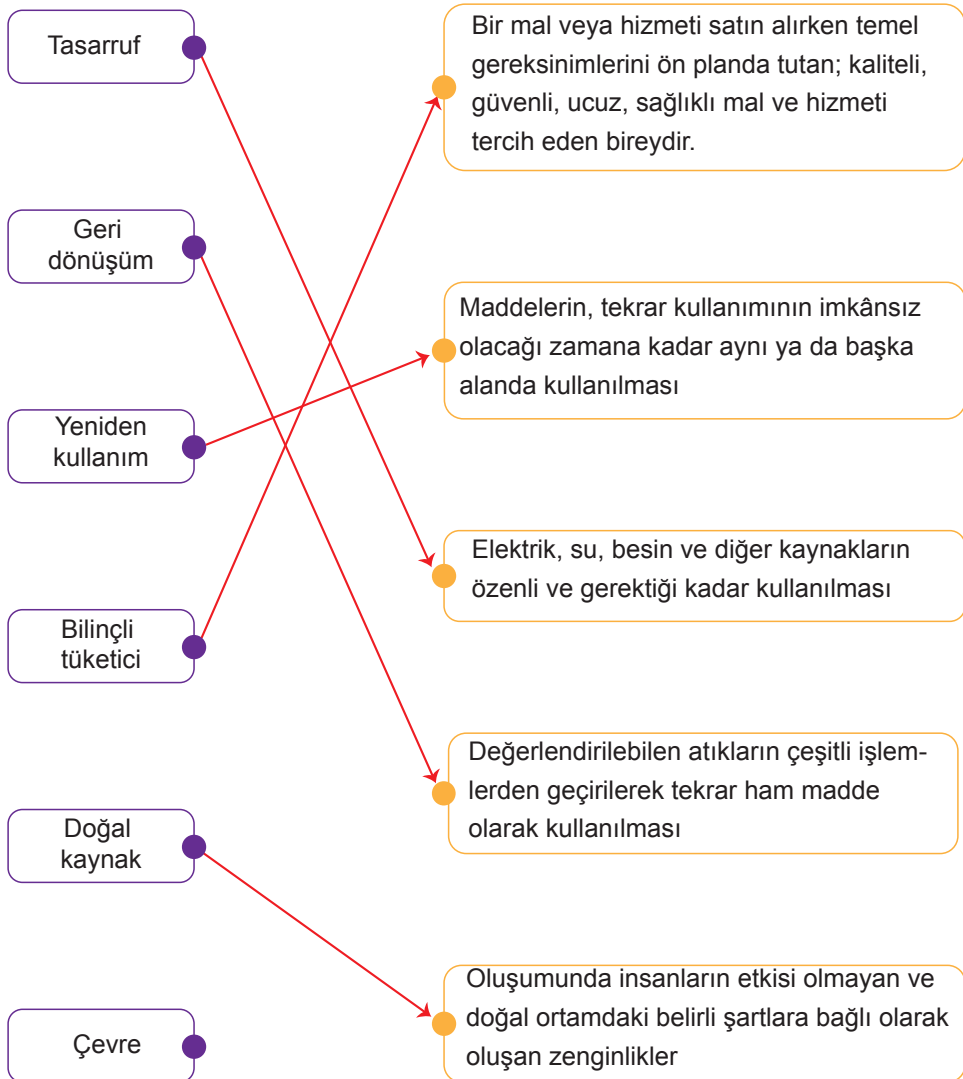 Tasarruf
Geri
dönüşüm
Yeniden
kullanım
Bilinçli
tüketici
Doğal
kaynak
Çevre
Bir mal veya hizmeti satın alırken temel
gereksinimlerini ön planda tutan; kaliteli,
güvenli, ucuz, sağlıklı mal ve hizmeti
tercih eden bireydir.
Maddelerin, tekrar kullanımının imkânsız
olacağı zamana kadar aynı ya da başka
alanda kullanılması
Elektrik, su, besin ve diğer kaynakların
özenli ve gerektiği kadar kullanılması
Değerlendirilebilen atıkların çeşitli işlem-
lerden geçirilerek tekrar ham madde
olarak kullanılması
Oluşumunda insanların etkisi olmayan ve
doğal ortamdaki belirli şartlara bağlı olarak
oluşan zenginlikler